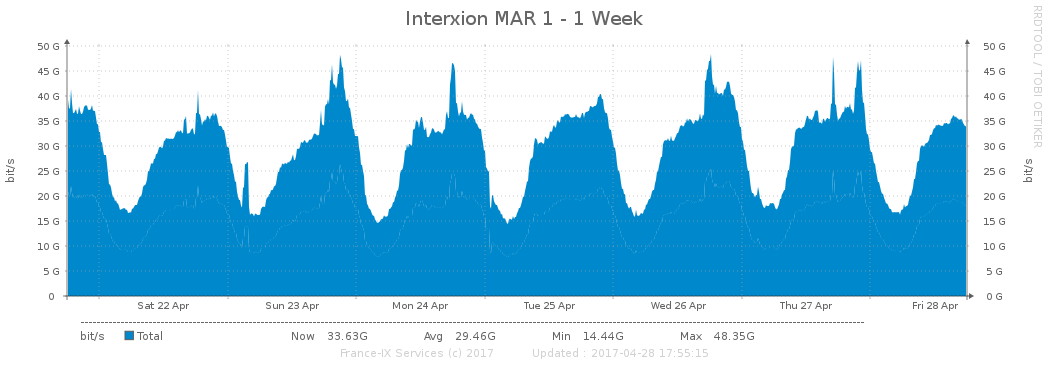 Interxion MAR 1 - 1 Week
RRDTOOL / TOBI OETIKER
bit/s
50 G
45 G
40 G
35 G
30 G
25 G
20 G
15 G
10 G
5 G
0
50 G
45 G
40 G
35 G
30 G
25 G
20 G
15 G
10 G
5 G
0 G
bit/s
Sat 22 Apr Sun 23 Apr Mon 24 Apr Tue 25 Apr Wed 26 Apr Thu 27 Apr Fri 28 Apr
bit/s Total Now 33.63G Avg 29.46G Min 14.44G Max 48.35G
France-IX Services (c) 2017 Updated : 2017-04-28 17:55:15